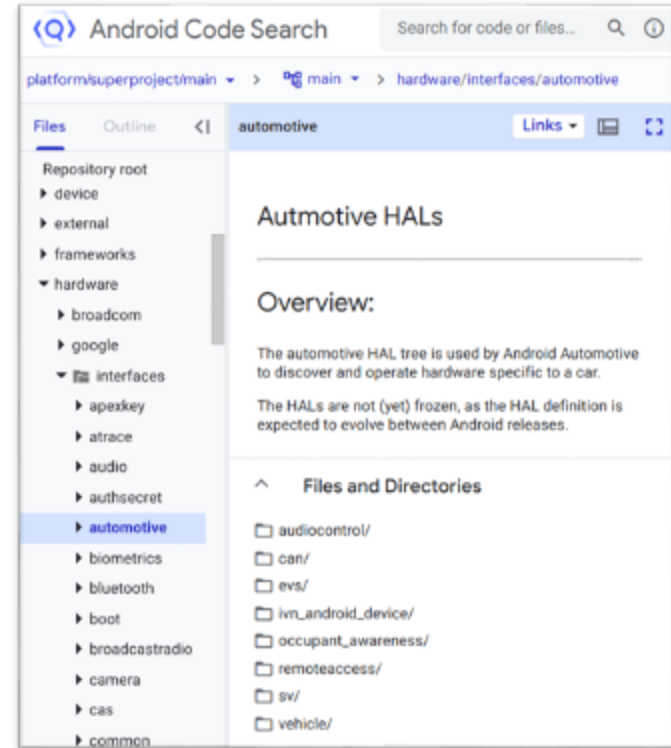 Android Code Search
Search for code or files...
platform/superproject/main > main > hardware/interfaces/automotive
Files Outline
automotive
Links
Repository root
device
external
frameworks
hardware
broadcom
google
interfaces
apexkey
atrace
audio
authsecret
automotive
biometrics
bluetooth
boot
broadcastradio
camera
cas
common
Autmotive HALs
Overview:
The automotive HAL tree is used by Android Automotive
to discover and operate hardware specific to a car.
The HALs are not (yet) frozen, as the HAL definition is
expected to evolve between Android releases.
Files and Directories
audiocontrol/
can/
evs/
ivn_android_device/
occupant_awareness/
remoteaccess/
sv/
vehicle/